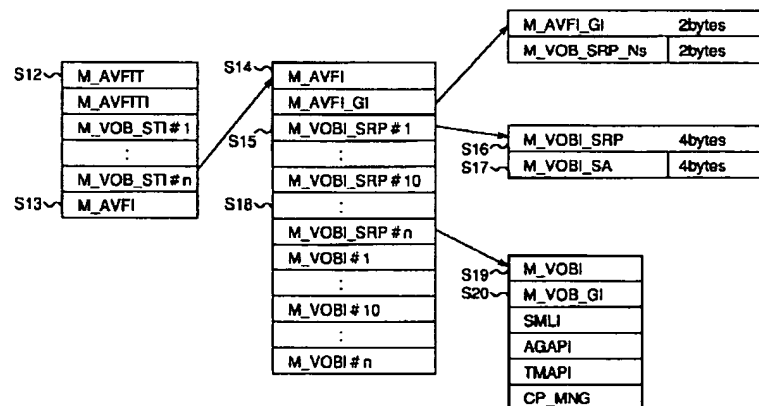 S12
M_AVFIT
M_AVFITI
M_VOB_STI#1
:
M_VOB_STI#n
S13
M_AVFI
S14
M_AVFI
M_AVFI_GI
S15
M_VOBI_SRP#1
:
M_VOBI_SRP#10
S18
:
M_VOBI_SRP#n
M_VOBI#1
:
M_VOBI#10
:
M_VOBI#n
M_AVFI_GI 2bytes
M_VOB_SRP_Ns 2bytes
S16
M_VOBI_SRP 4bytes
S17
M_VOBI_SA 4bytes
S19
M_VOBI
S20
M_VOB_GI
SMLI
AGAPI
TMAPI
CP_MNG